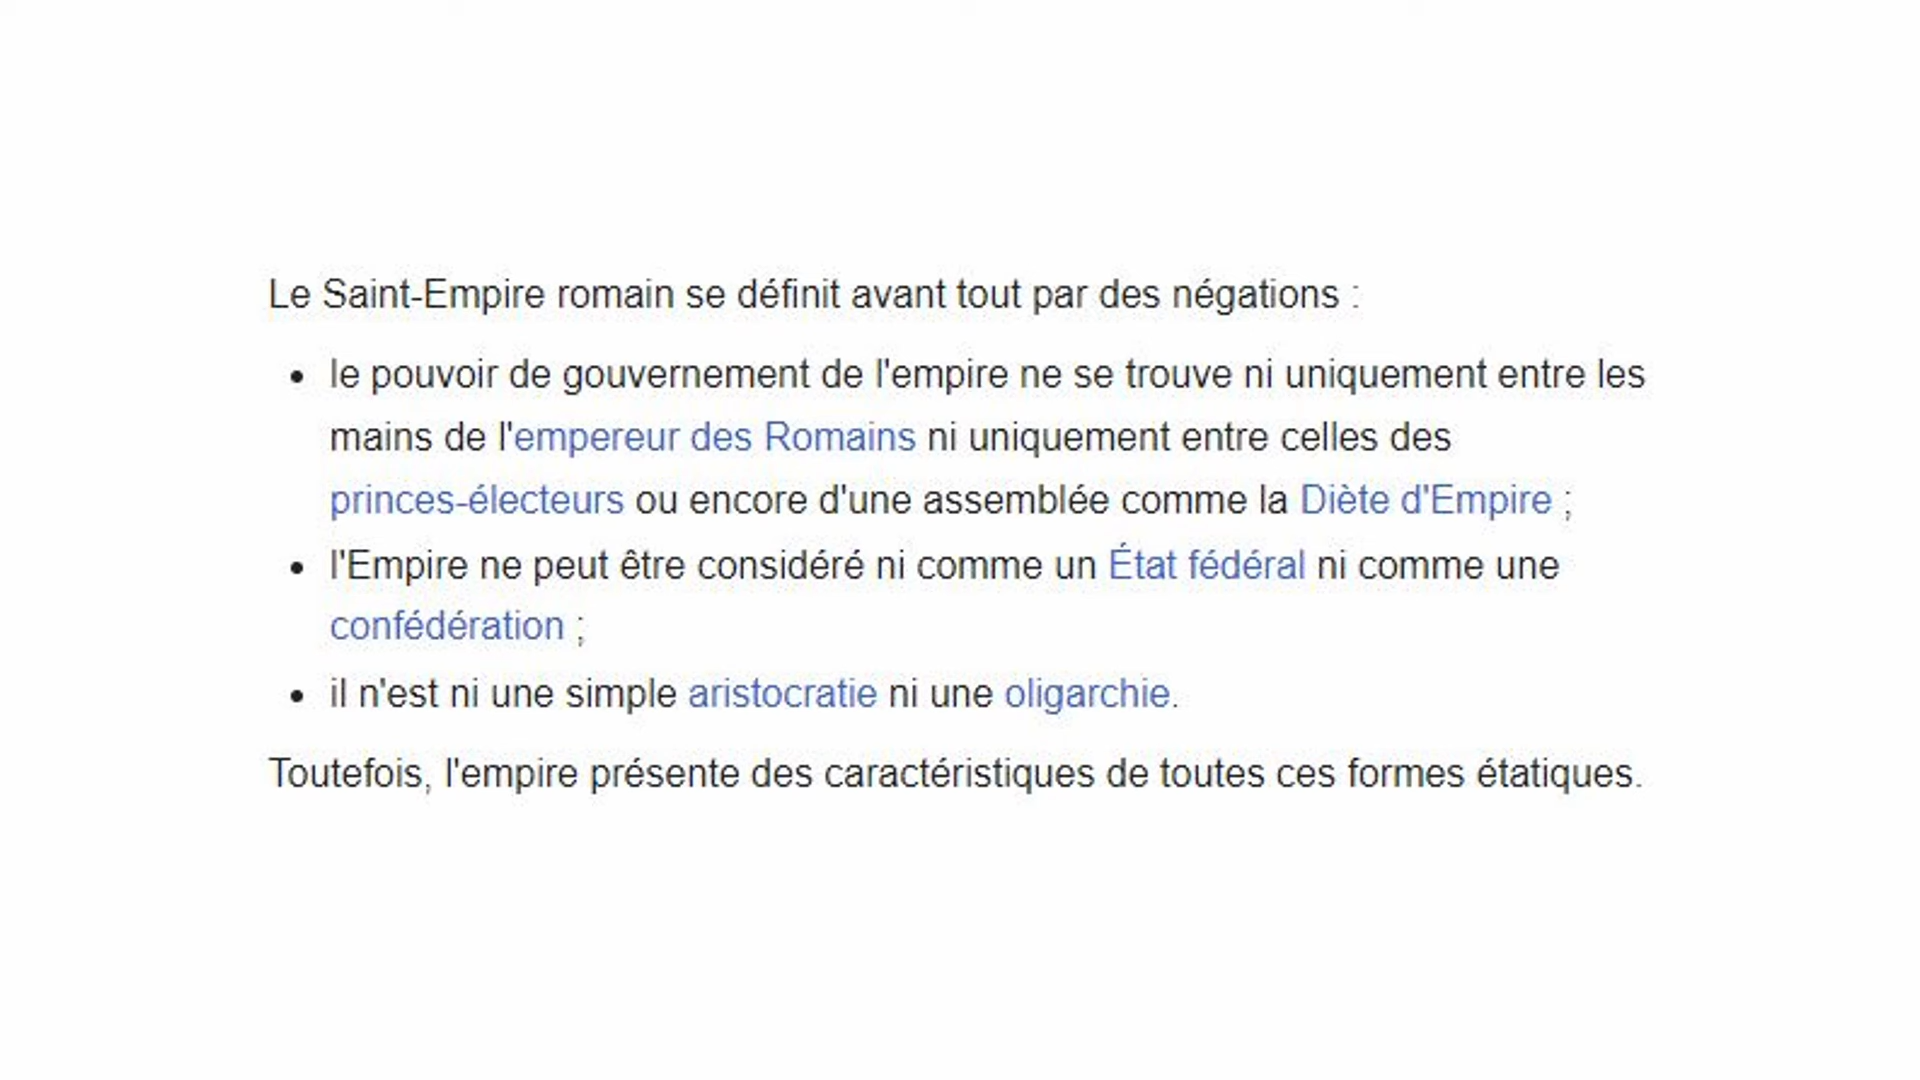 Le Saint-Empire romain se définit avant tout par des négations :
• le pouvoir de gouvernement de l'empire ne se trouve ni uniquement entre les
mains de l'empereur des Romains ni uniquement entre celles des
princes-électeurs ou encore d'une assemblée comme la Diète d'Empire ;
• l'Empire ne peut être considéré ni comme un État fédéral ni comme une
confédération ;
• il n'est ni une simple aristocratie ni une oligarchie.
Toutefois, l'empire présente des caractéristiques de toutes ces formes étatiques.